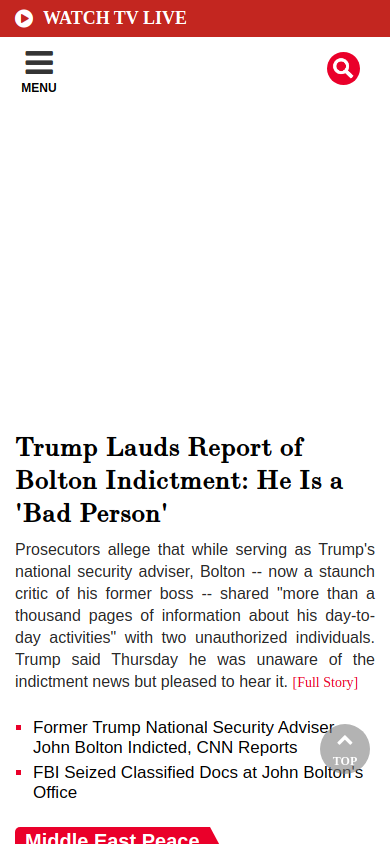 WATCH TV LIVE
MENU
Trump Lauds Report of
Bolton Indictment: He Is a
'Bad Person'
Prosecutors allege that while serving as Trump's
national security adviser, Bolton -- now a staunch
critic of his former boss -- shared "more than a
thousand pages of information about his day-to-
day activities" with two unauthorized individuals.
Trump said Thursday he was unaware of the
indictment news but pleased to hear it. [Full Story]
Former Trump National Security Adviser
John Bolton Indicted, CNN Reports
FBI Seized Classified Docs at John Bolton's
Office
TOP
Middle East Peace